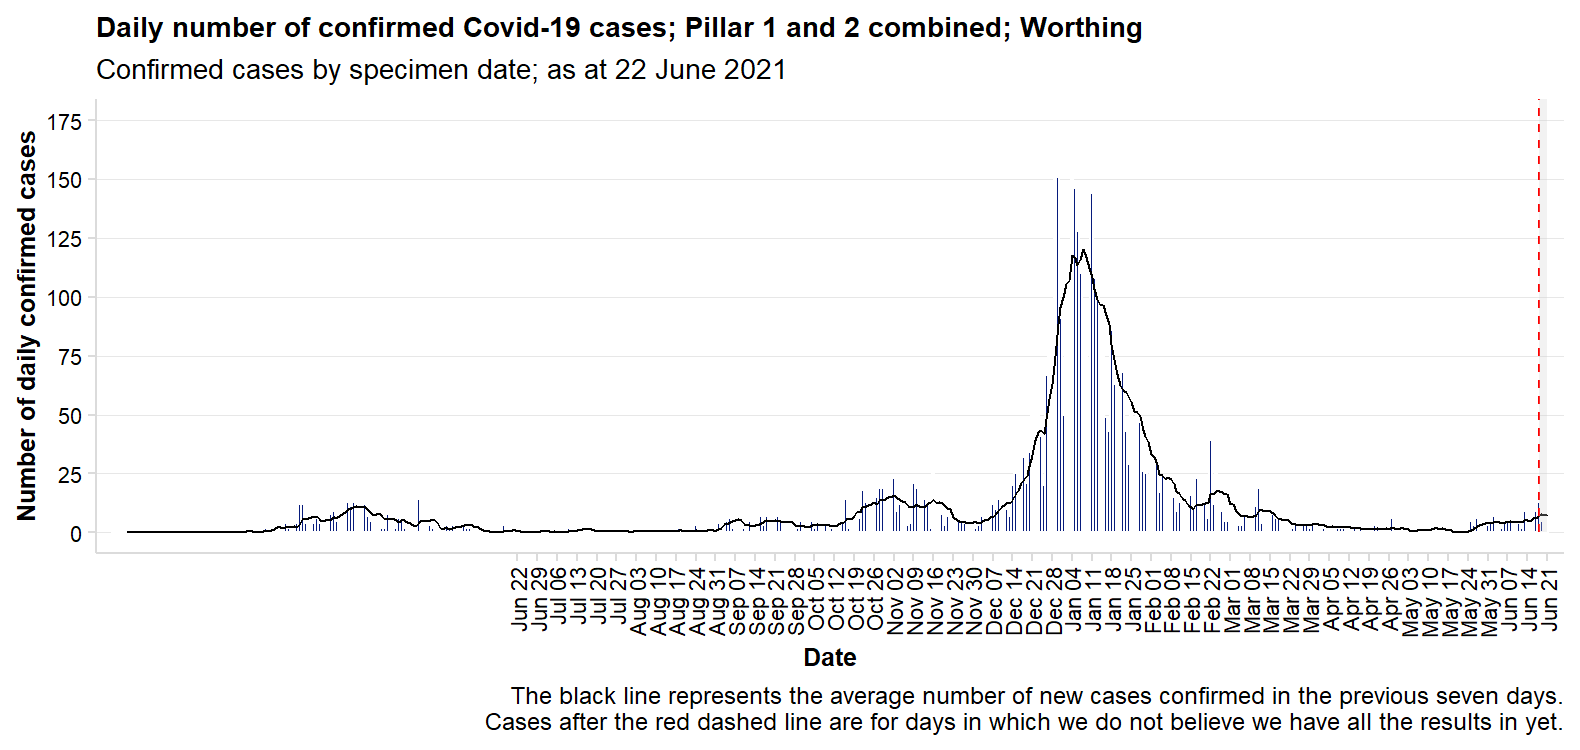 Daily number of confirmed Covid-19 cases; Pillar 1 and 2 combined; Worthing
Confirmed cases by specimen date; as at 22 June 2021
Number of daily confirmed cases
175
150
125
100
75
50
25
0
Jun 22
Jun 29
Jul 06
Jul 13
Jul 20
Jul 27
Aug 03
Aug 10
Aug 17
Aug 24
Aug 31
Sep 07
Sep 14
Sep 21
Sep 28
Oct 05
Oct 12
Oct 19
Oct 26
Nov 02
Nov 09
Nov 16
Nov 23
Nov 30
Dec 07
Dec 14
Dec 21
Dec 28
Jan 04
Jan 11
Jan 18
Jan 25
Feb 01
Feb 08
Feb 15
Feb 22
Mar 01
Mar 08
Mar 15
Mar 22
Mar 29
Apr 05
Apr 12
Apr 19
Apr 26
May 03
May 10
May 17
May 24
May 31
Jun 07
Jun 14
Jun 21
Date
The black line represents the average number of new cases confirmed in the previous seven days.
Cases after the red dashed line are for days in which we do not believe we have all the results in yet.